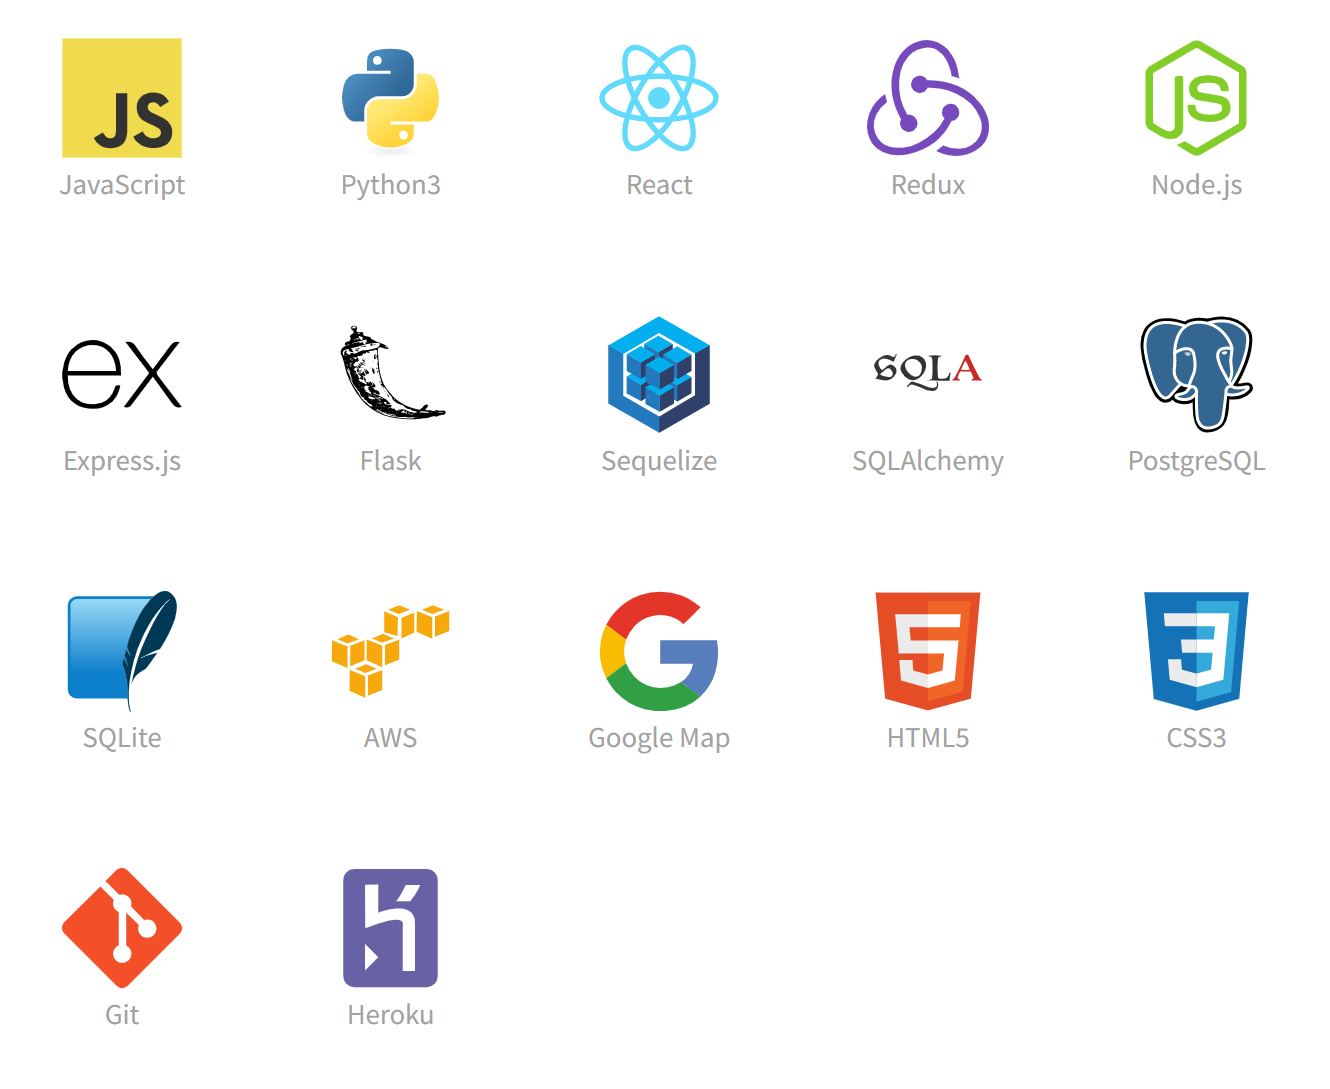 JS
JavaScript
Python3
React
Redux
JS
Node.js
ex
Express.js
Flask
Sequelize
SQLA
SQLAlchemy
PostgreSQL
SQLite
AWS
G
Google Map
5
HTML5
3
CSS3
Git
Heroku